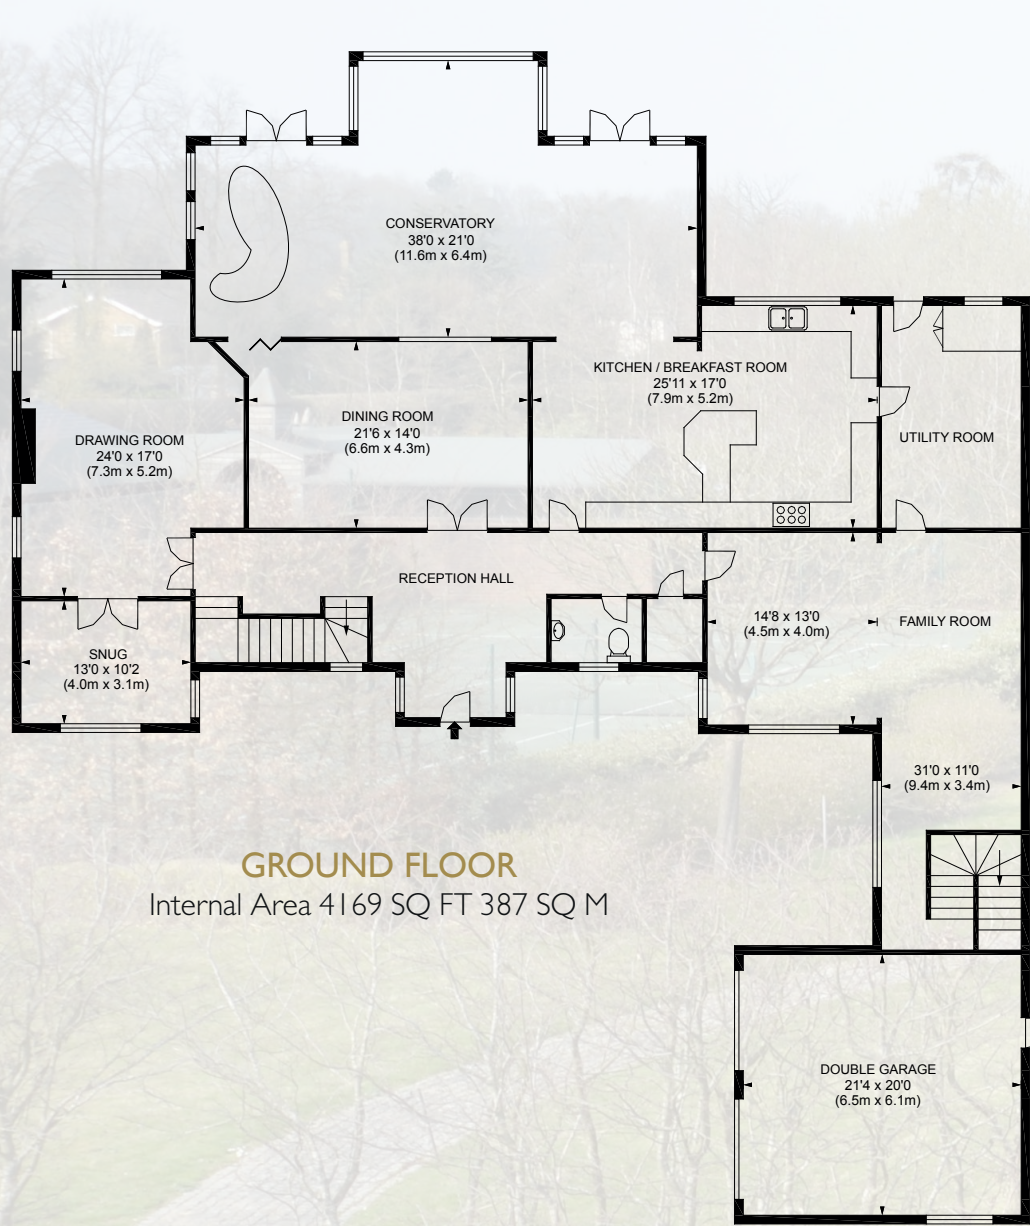 CONSERVATORY
38'0 x 21'0
(11.6m x 6.4m)
KITCHEN / BREAKFAST ROOM
25'11 x 17'0
(7.9m x 5.2m)
DINING ROOM
21'6 x 14'0
(6.6m x 4.3m)
DRAWING ROOM
24'0 x 17'0
(7.3m x 5.2m)
UTILITY ROOM
RECEPTION HALL
14'8 x 13'0
(4.5m x 4.0m)
FAMILY ROOM
SNUG
13'0 x 10'2
(4.0m x 3.1m)
31'0 x 11'0
(9.4m x 3.4m)
GROUND FLOOR
Internal Area 4169 SQ FT 387 SQ M
DOUBLE GARAGE
21'4 x 20'0
(6.5m x 6.1m)